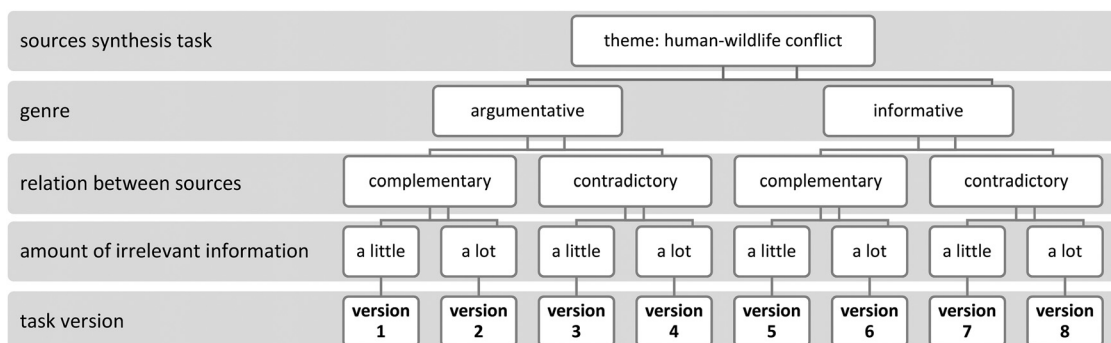 sources synthesis task
theme: human-wildlife conflict
genre
argumentative
informative
relation between sources
complementary
contradictory
complementary
contradictory
amount of irrelevant information
a little
a lot
a little
a lot
a little
a lot
a little
a lot
task version
version
1
version
2
version
3
version
4
version
5
version
6
version
7
version
8